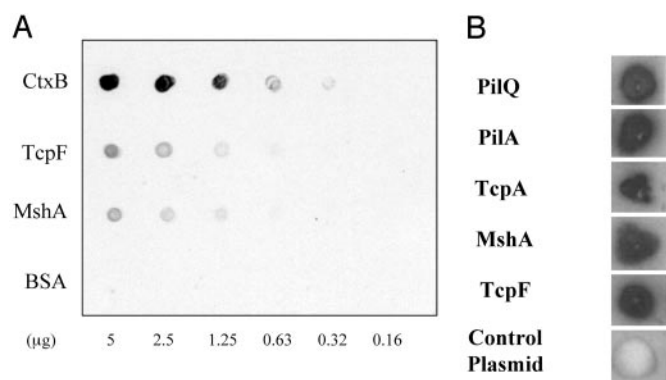 A
CtxB
TcpF
MshA
BSA
(μg) 5 2.5 1.25 0.63 0.32 0.16
B
PilQ
PilA
TcpA
MshA
TcpF
Control
Plasmid